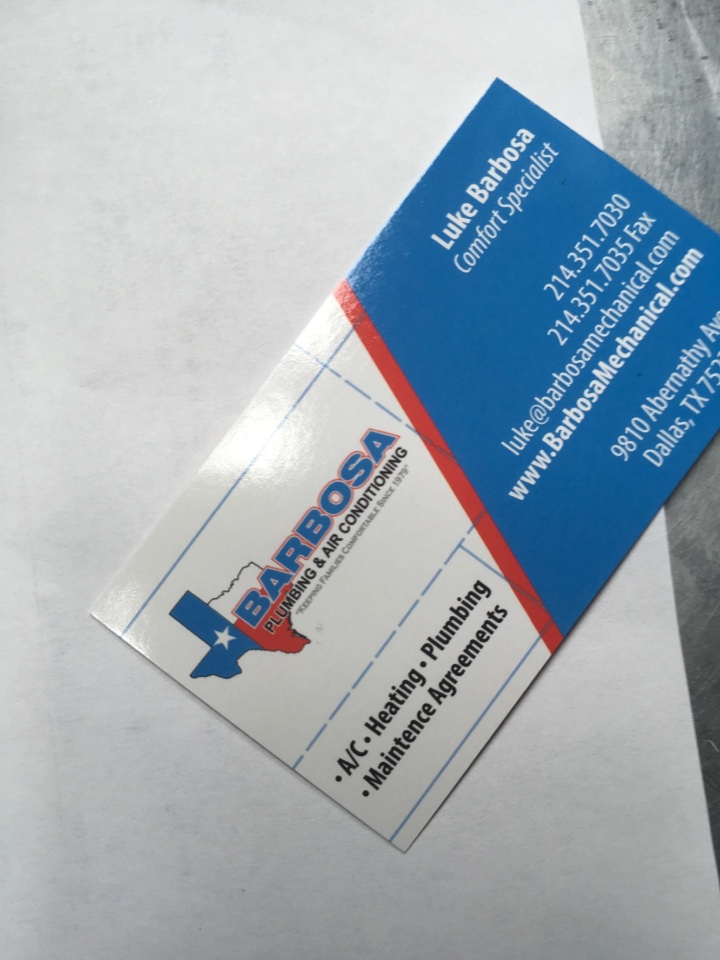 Luke Barbosa
Comfort Specialist
214.351.7030
214.351.7035 Fax
luke@barbosamechanical.com
www.BarbosaMechanical.com
9810 Abernathy
Dallas, TX
BARBOSA
PLUMBING & AIR CONDITIONING
"KEEPING FAMILIES COMFORTABLE SINCE 1979"
• A/C • Heating • Plumbing
• Maintence Agreements